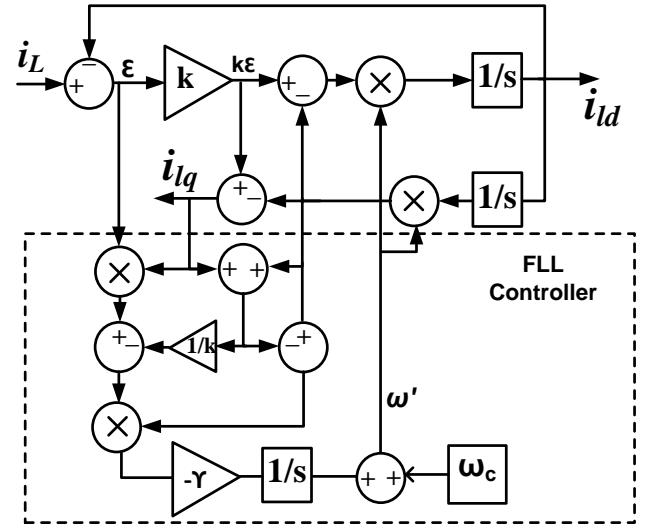 i_L
ε
k
kε
1/s
i_ld
i_lq
1/s
FLL
Controller
1/k
ω'
-ϒ
1/s
ω_c